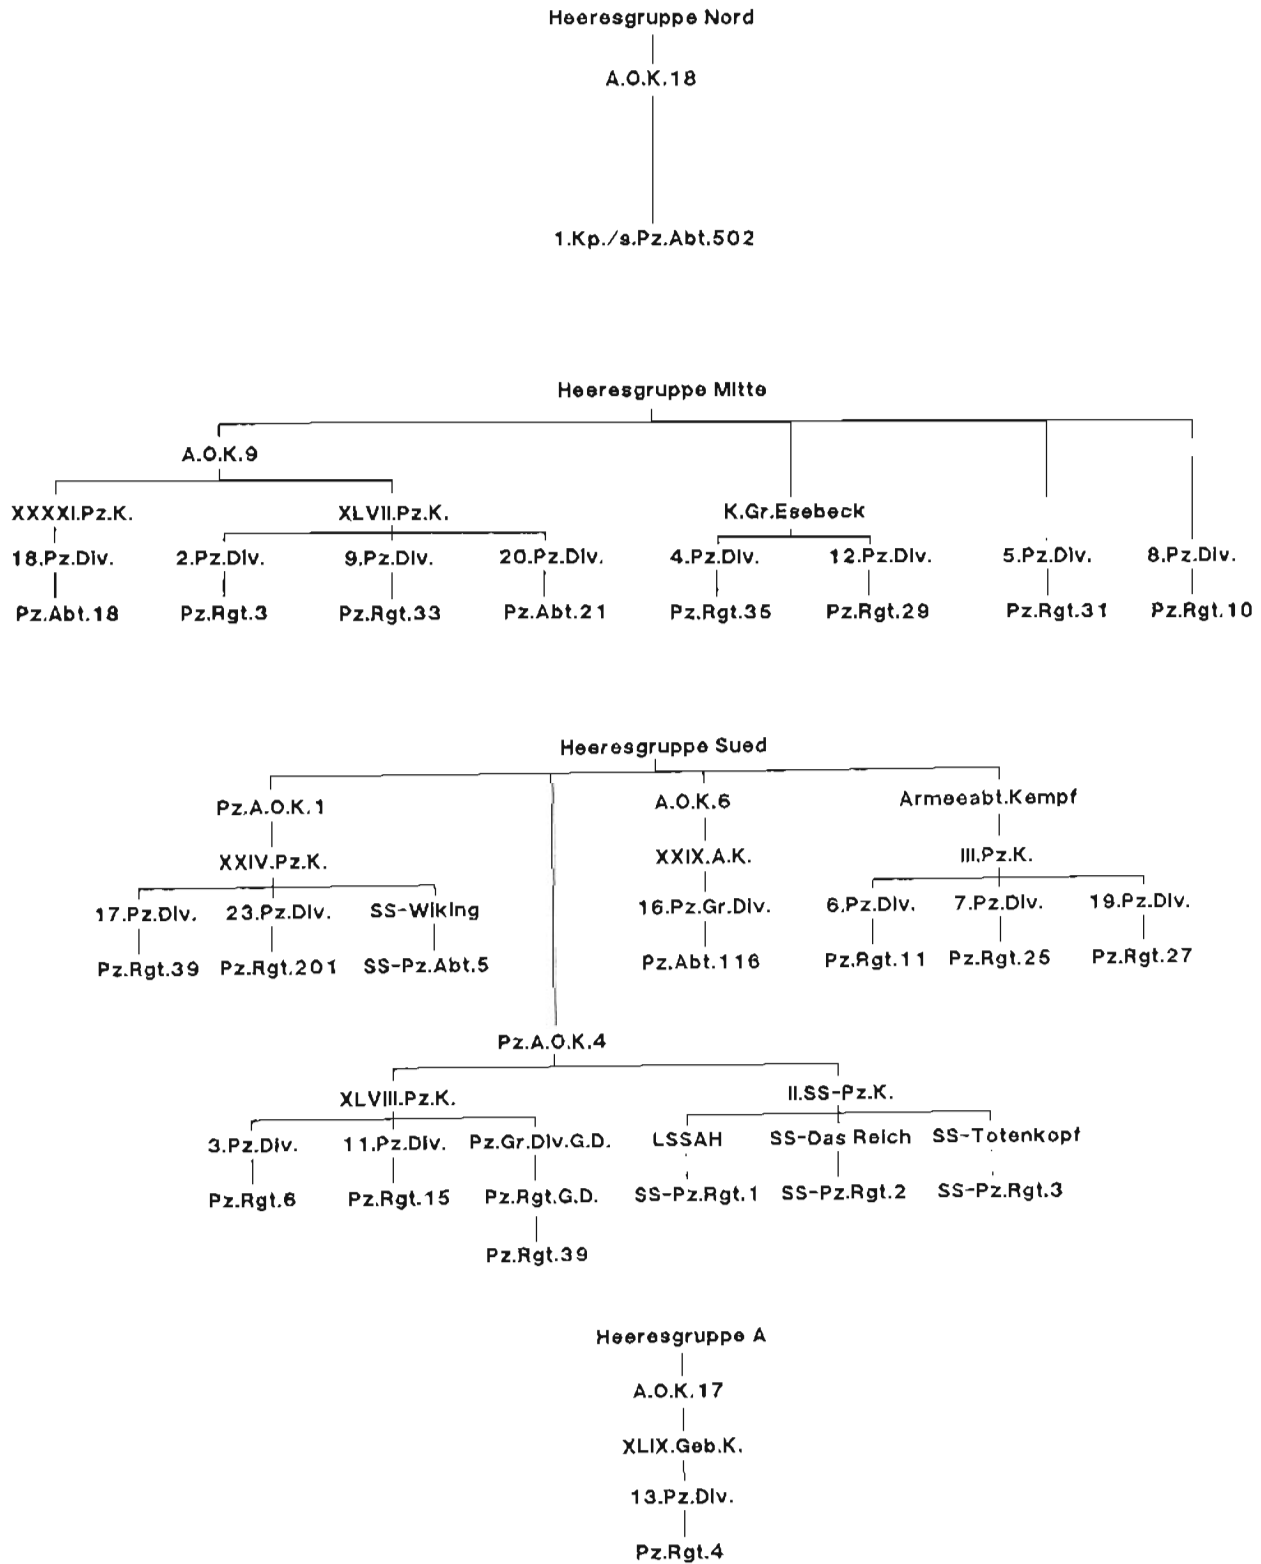 Heeresgruppe Nord
A.O.K.18
1.Kp./s.Pz.Abt.502
Heeresgruppe Mitte
A.O.K.9
XXXXI.Pz.K. XLVII.Pz.K. K.Gr.Esebeck
18.Pz.Div. 2.Pz.Div. 9.Pz.Div. 20.Pz.Div. 4.Pz.Div. 12.Pz.Div. 5.Pz.Div. 8.Pz.Div.
Pz.Abt.18 Pz.Rgt.3 Pz.Rgt.33 Pz.Abt.21 Pz.Rgt.35 Pz.Rgt.29 Pz.Rgt.31 Pz.Rgt.10
Heeresgruppe Sued
Pz.A.O.K.1 A.O.K.6 Armeeabt.Kempf
XXIV.Pz.K. XXIX.A.K. III.Pz.K.
17.Pz.Div. 23.Pz.Div. SS-Wiking 16.Pz.Gr.Div. 6.Pz.Div. 7.Pz.Div. 19.Pz.Div.
Pz.Rgt.39 Pz.Rgt.201 SS-Pz.Abt.5 Pz.Abt.116 Pz.Rgt.11 Pz.Rgt.25 Pz.Rgt.27
Pz.A.O.K.4
XLVIII.Pz.K. II.SS-Pz.K.
3.Pz.Div. 11.Pz.Div. Pz.Gr.Div.G.D. LSSAH SS-Das Reich SS-Totenkopf
Pz.Rgt.6 Pz.Rgt.15 Pz.Rgt.G.D. SS-Pz.Rgt.1 SS-Pz.Rgt.2 SS-Pz.Rgt.3
Pz.Rgt.39
Heeresgruppe A
A.O.K.17
XLIX.Geb.K.
13.Pz.Div.
Pz.Rgt.4